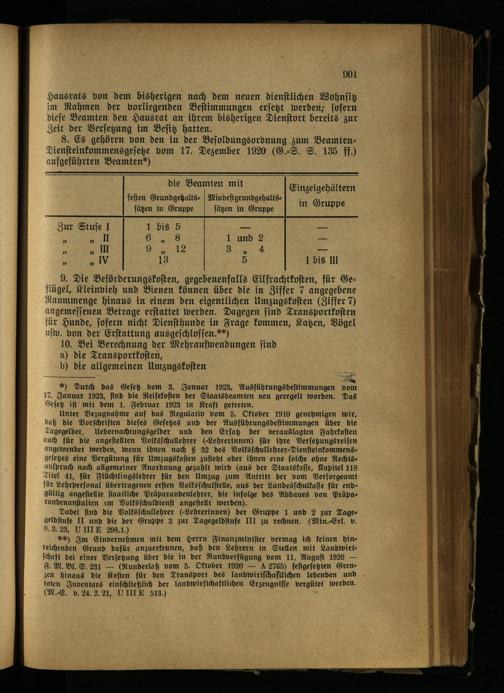 901
Hausrats von dem bisherigen nach dem neuen dienstlichen Wohnsitz
im Rahmen der vorliegenden Bestimmungen ersetzt werden; sofern
diese Beamten den Hausrat an ihrem bisherigen Dienstort bereits zur
Zeit der Versetzung im Besitz hatten.
8. Es gehören von den in der Besoldungsordnung zum Beamten-
Diensteinkommensgesetze vom 17. Dezember 1920 (G.-S. S. 135 ff.)
aufgeführten Beamten*)
die Beamten mit
Einzelgehältern
in Gruppe
festen Grundgehalts-
sätzen in Gruppe
Mindestgrundgehalts-
sätzen in Gruppe
Zur Stufe I 1 bis 5 — —
„ „ II 6 „ 8 1 und 2 —
„ „ III 9 „ 12 3 „ 4 —
„ „ IV 13 5 1 bis III
9. Die Beförderungskosten, gegebenenfalls Eilfrachtkosten, für Ge-
flügel, Kleinvieh und Bienen können über die in Ziffer 7 angegebene
Raummenge hinaus in einem den eigentlichen Umzugskosten (Ziffer 7)
angemessenen Betrage erstattet werden. Dagegen sind Transportkosten
für Hunde, sofern nicht Diensthunde in Frage kommen, Katzen, Vögel
usw. von der Erstattung ausgeschlossen.**)
10. Bei Berechnung der Mehraufwendungen sind
a) die Transportkosten,
b) die allgemeinen Umzugskosten
*) Durch das Gesetz vom 3. Januar 1923, Ausführungsbestimmungen vom
17. Januar 1923, sind die Reisekosten der Staatsbeamten neu geregelt worden. Das
Gesetz ist mit dem 1. Februar 1923 in Kraft getreten.
Unter Bezugnahme auf das Regulativ vom 5. Oktober 1910 genehmigen wir,
daß die Vorschriften dieses Gesetzes und der Ausführungsbestimmungen über die
Tagegelder, Uebernachtungsgelder und den Ersatz der verauslagten Fahrkosten
auch für die angestellten Volksschullehrer (-Lehrerinnen) für ihre Versetzungsreisen
angewendet werden, wenn ihnen nach § 32 des Volksschullehrer-Diensteinkommens-
gesetzes eine Vergütung für Umzugskosten zusteht oder ihnen eine solche ohne Rechts-
anspruch nach allgemeiner Anordnung gezahlt wird (aus der Staatskasse, Kapitel 118
Titel 41, für Flüchtlingslehrer für den Umzug zum Antritt der vom Versorgeamt
für Lehrpersonal übertragenen ersten Volksschulstelle, aus der Landesschulkasse für end-
gültig angestellte staatliche Präparandenlehrer, die infolge des Abbaues von Präpa-
randenanstalten im Volksschuldienst angestellt werden).
Dabei sind die Volksschullehrer (-Lehrerinnen) der Gruppe 1 und 2 zur Tage-
geldstufe II und die der Gruppe 3 zur Tagegeldstufe III zu rechnen. (Min.-Erl. v.
8. 3. 23, U III E 298.1.)
**) Im Einvernehmen mit dem Herrn Finanzminister vermag ich keinen hin-
reichenden Grund dafür anzuerkennen, daß den Lehrern in Stellen mit Landwirt-
schaft bei einer Versetzung über die in der Rundverfügung vom 11. August 1920 —
F. M. Bl. S. 231 — (Runderlaß vom 5. Oktober 1920 — A 2765) festgesetzten Gren-
zen hinaus die Kosten für den Transport des landwirtschaftlichen lebenden und
toten Inventars einschließlich der landwirtschaftlichen Erzeugnisse vergütet werden.
(M.-E. v. 24. 2. 21, U III E 513.)